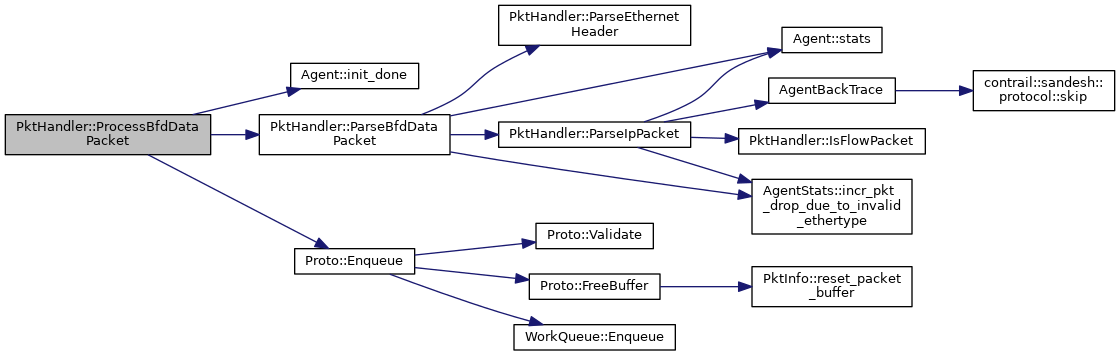 PktHandler::ProcessBfdData
Packet
Agent::init_done
PktHandler::ParseBfdData
Packet
Proto::Enqueue
PktHandler::ParseEthernet
Header
PktHandler::ParseIpPacket
Proto::Validate
Proto::FreeBuffer
WorkQueue::Enqueue
Agent::stats
AgentBackTrace
PktHandler::IsFlowPacket
AgentStats::incr_pkt
_drop_due_to_invalid
_ethertype
PktInfo::reset_packet
_buffer
contrail::sandesh::
protocol::skip